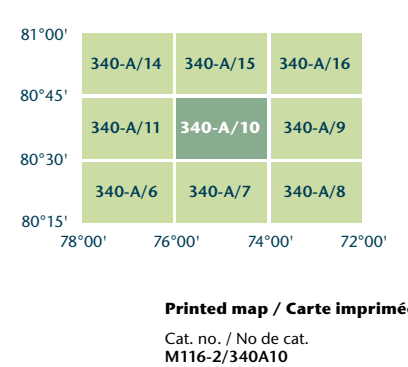 81°00'
340-A/14 340-A/15 340-A/16
80°45'
340-A/11 340-A/10 340-A/9
80°30'
340-A/6 340-A/7 340-A/8
80°15'
78°00' 76°00' 74°00' 72°00'
Printed map / Carte imprimé
Cat. no. / No de cat.
M116-2/340A10